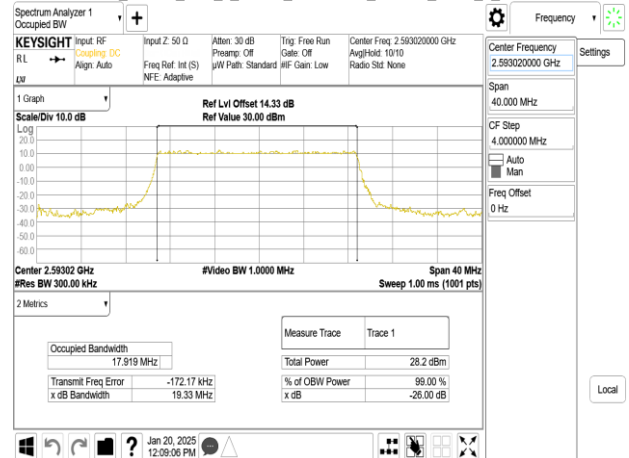 Spectrum Analyzer 1
Occupied BW
Frequency
KEYSIGHT
Input: RF
Coupling: DC
Align: Auto
Input Z: 50 Ω
Freq Ref: Int (S)
NFE: Adaptive
Atten: 30 dB
Preamp: Off
µW Path: Standard
Trig: Free Run
Gate: Off
#IF Gain: Low
Center Freq: 2.593020000 GHz
Avg|Hold: 10/10
Radio Std: None
RL
LXI
Center Frequency
2.593020000 GHz
Settings
Span
40.000 MHz
CF Step
4.000000 MHz
Auto
Man
Freq Offset
0 Hz
Local
1 Graph
Scale/Div 10.0 dB
Ref Lvl Offset 14.33 dB
Ref Value 30.00 dBm
Log
20.0
10.0
0.00
-10.0
-20.0
-30.0
-40.0
-50.0
-60.0
Center 2.59302 GHz
#Video BW 1.0000 MHz
Span 40 MHz
#Res BW 300.00 kHz
Sweep 1.00 ms (1001 pts)
2 Metrics
Measure Trace Trace 1
Occupied Bandwidth
17.919 MHz
Total Power 28.2 dBm
Transmit Freq Error -172.17 kHz
% of OBW Power 99.00 %
x dB Bandwidth 19.33 MHz
x dB -26.00 dB
?
Jan 20, 2025
12:09:06 PM